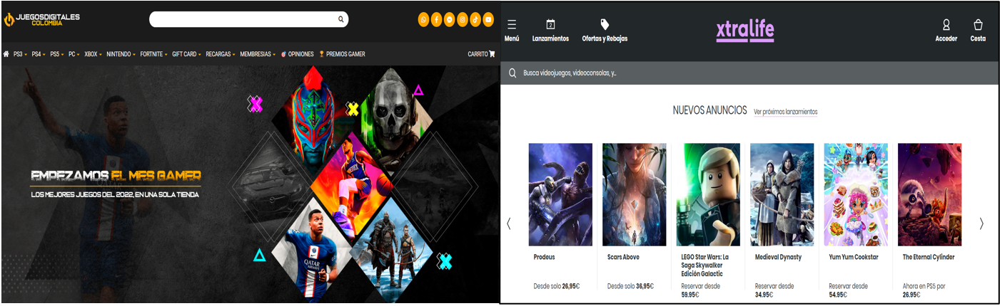 JUEGOSDIGITALES
COLOMBIA
PS3 PS4 PS5 PC XBOX NINTENDO FORTNITE GIFT CARD RECARGAS MEMBRESIAS OPINIONES PREMIOS GAMER CARRITO
EMPEZAMOS EL MES GAMER
LOS MEJORES JUEGOS DEL 2022, EN UNA SOLA TIENDA
PHOENIX
QATAR
AIRWAYS
xtralife
Menú Lanzamientos Ofertas y Rebajas Acceder Cesta
Busca videojuegos, videoconsolas, y...
NUEVOS ANUNCIOS Ver próximos lanzamientos
Prodeus
Desde solo 26,95€
Scars Above
Desde solo 36,95€
LEGO Star Wars: La
Saga Skywalker
Edición Galactic
Reservar desde
59.95€
Medieval Dynasty
Reservar desde
34.95€
Yum Yum Cookstar
Reservar desde
54.95€
The Eternal Cylinder
Ahora en PS5 por
26.95€